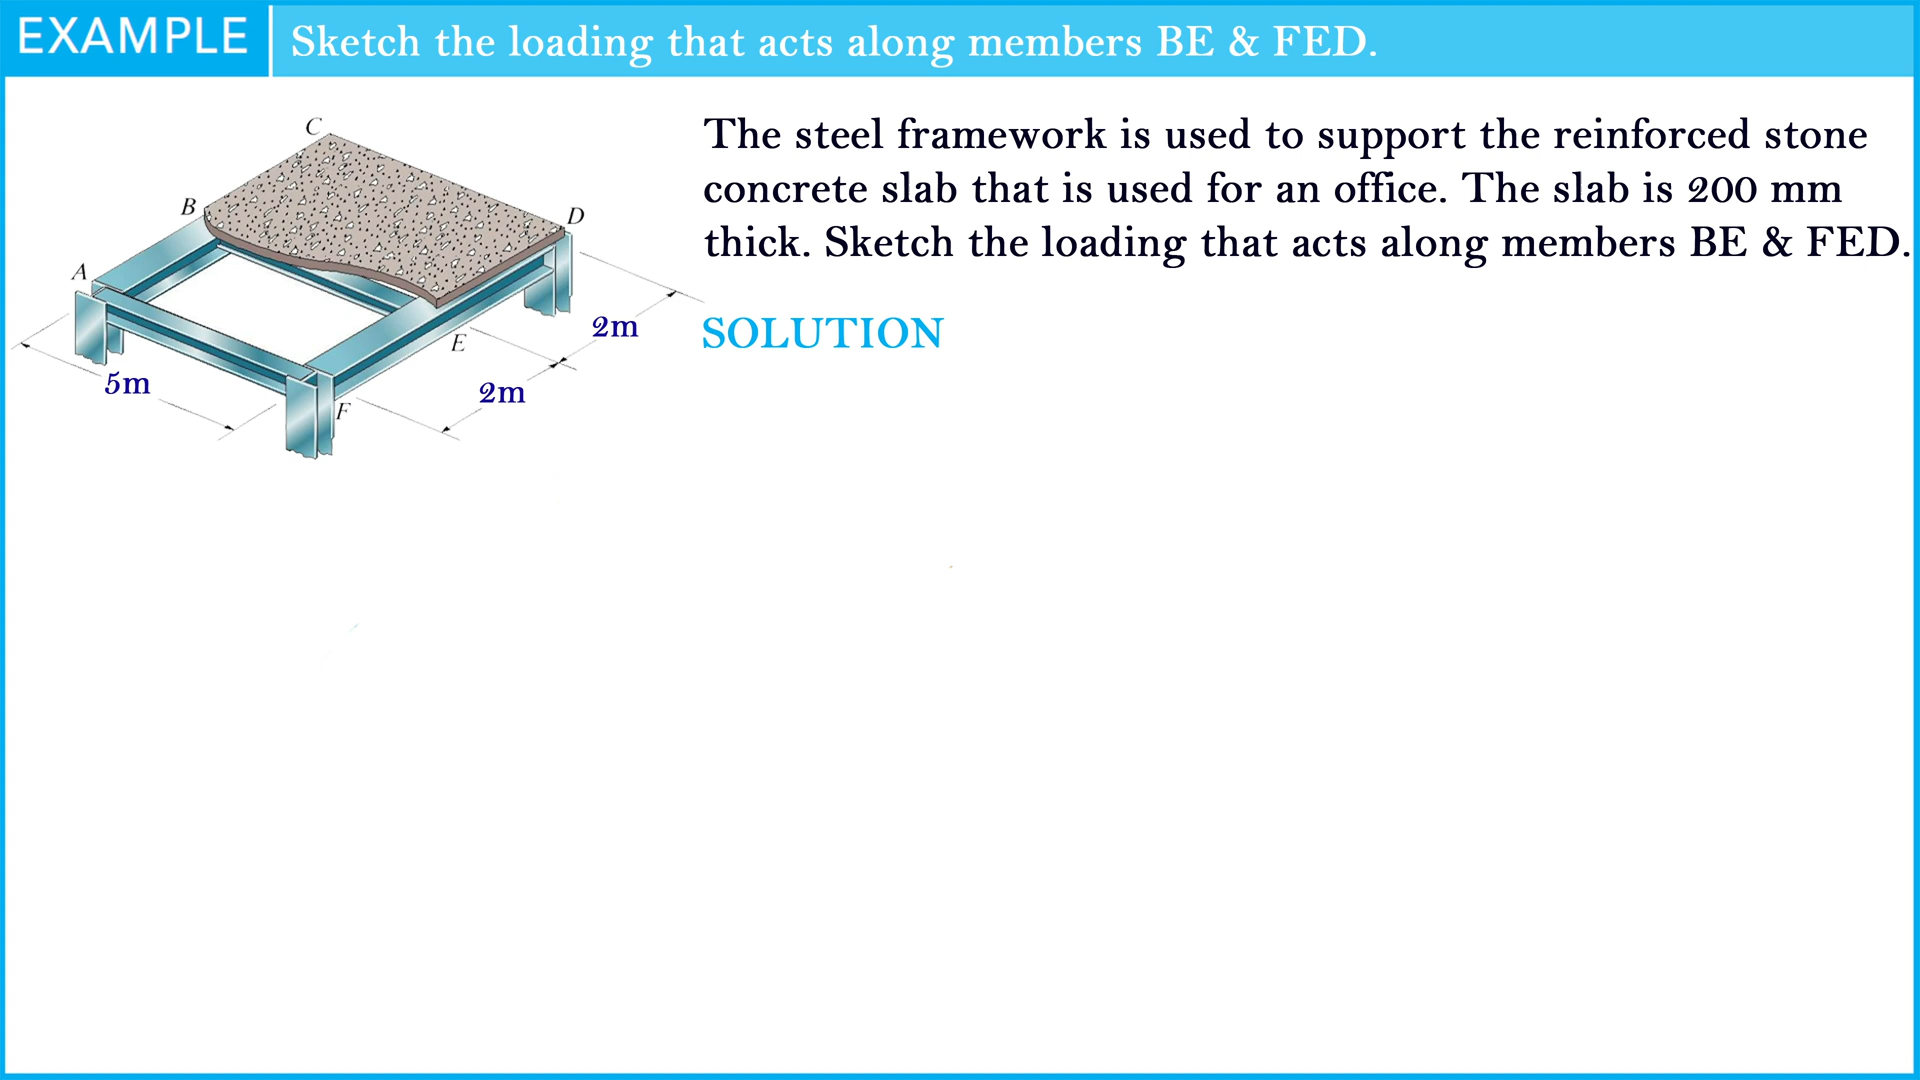 EXAMPLE
Sketch the loading that acts along members BE & FED.
The steel framework is used to support the reinforced stone
concrete slab that is used for an office. The slab is 200 mm
thick. Sketch the loading that acts along members BE & FED.
SOLUTION
C
B
D
A
2m
E
5m
2m
F